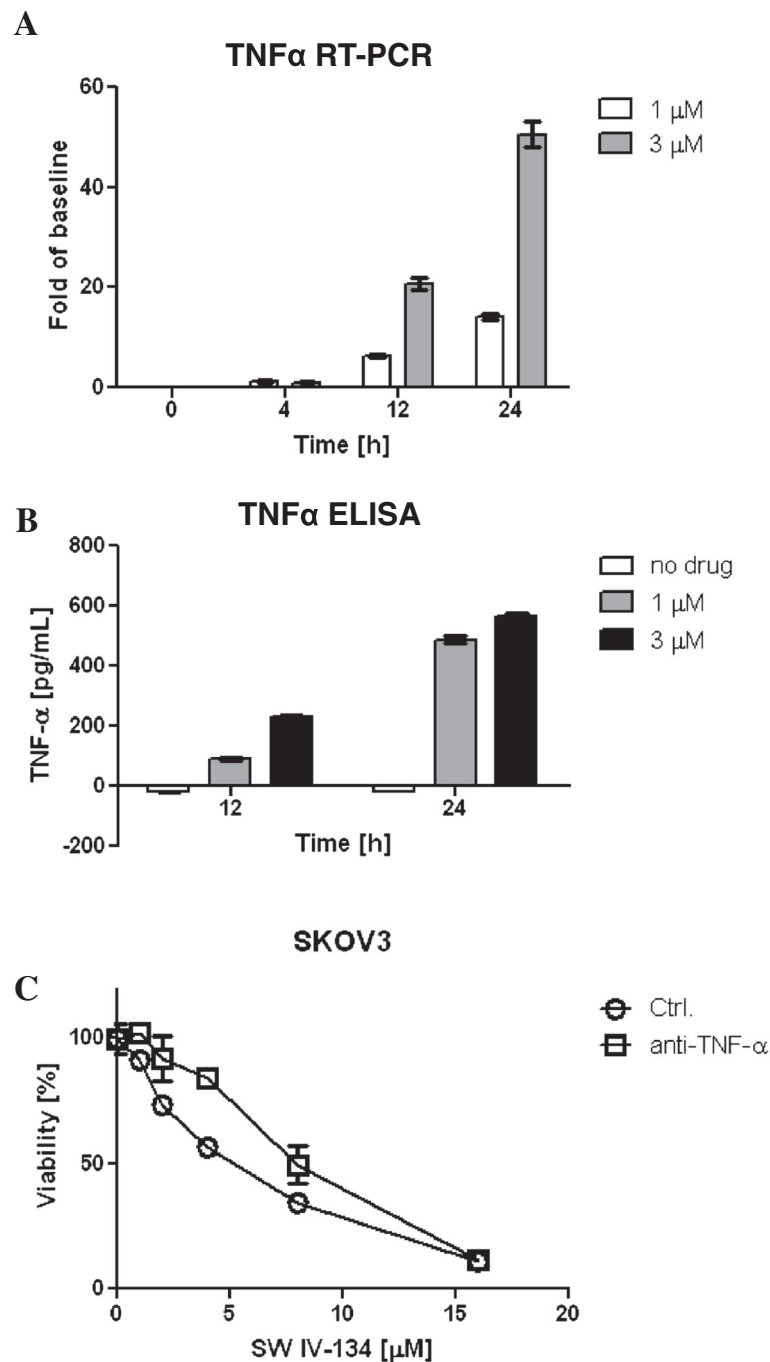 A
TNFα RT-PCR
60
40
20
0
Fold of baseline
0 4 12 24
Time [h]
1 µM
3 µM
B
TNFα ELISA
800
600
400
200
0
-200
TNF-α [pg/mL]
12 24
Time [h]
no drug
1 µM
3 µM
SKOV3
C
100
50
0
Viability [%]
0 5 10 15 20
SW IV-134 [µM]
Ctrl.
anti-TNF-α